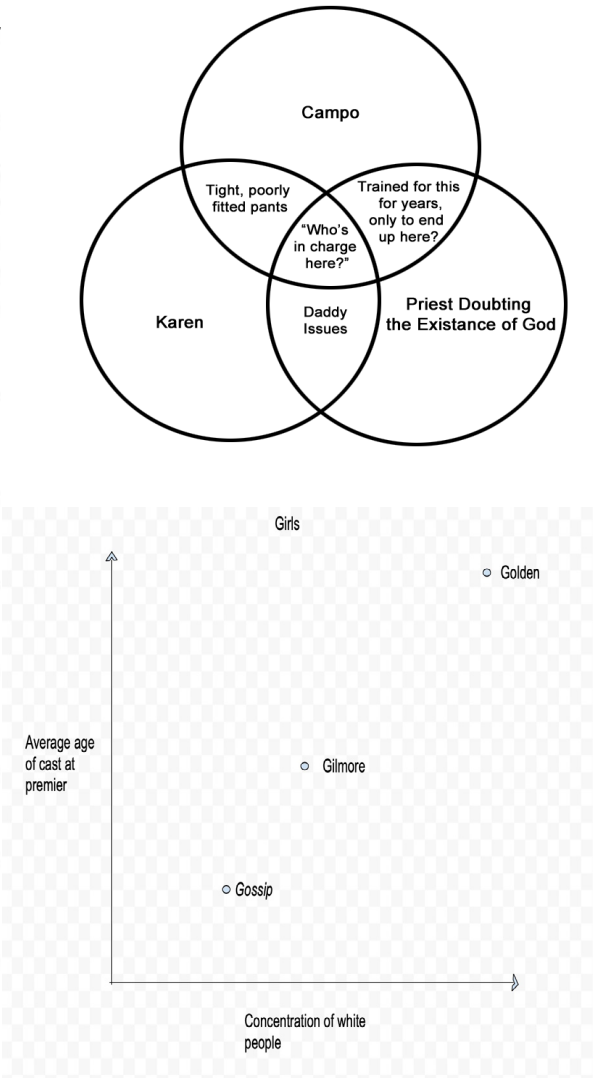 Campo
Tight, poorly
fitted pants
Trained for this
for years,
only to end
up here?
“Who’s
in charge
here?”
Karen
Daddy
Issues
Priest Doubting
the Existance of God
Girls
Golden
Average age
of cast at
premier
Gilmore
Gossip
Concentration of white
people